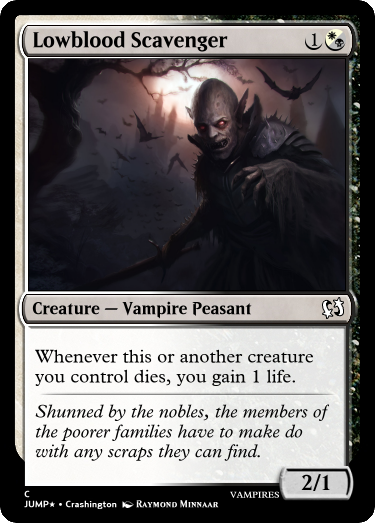 Lowblood Scavenger 1
Creature — Vampire Peasant
Whenever this or another creature
you control dies, you gain 1 life.
Shunned by the nobles, the members of
the poorer families have to make do
with any scraps they can find.
2/1
C
VAMPIRES
JUMP★ • Crashington Raymond Minnaar